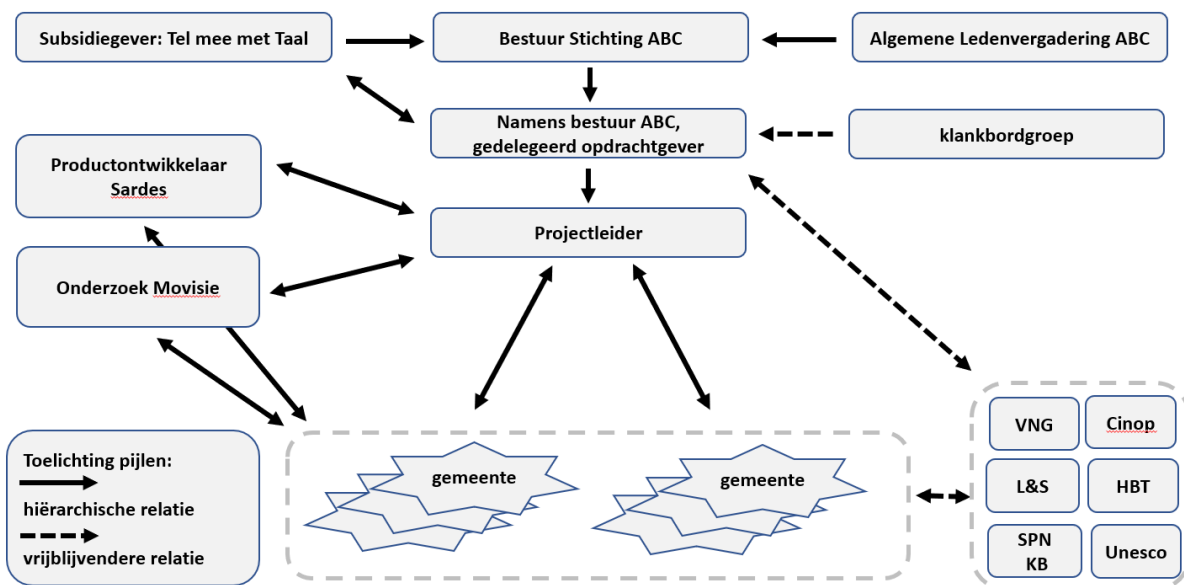 Subsidiegever: Tel mee met Taal
Bestuur Stichting ABC
Algemene Ledenvergadering ABC
Namens bestuur ABC,
gedelegeerd opdrachtgever
klankbordgroep
Productontwikkelaar
Sardes
Projectleider
Onderzoek Movisie
Toelichting pijlen:
hiërarchische relatie
vrijblijvendere relatie
gemeente
gemeente
VNG
Cinop
L&S
HBT
SPN
KB
Unesco